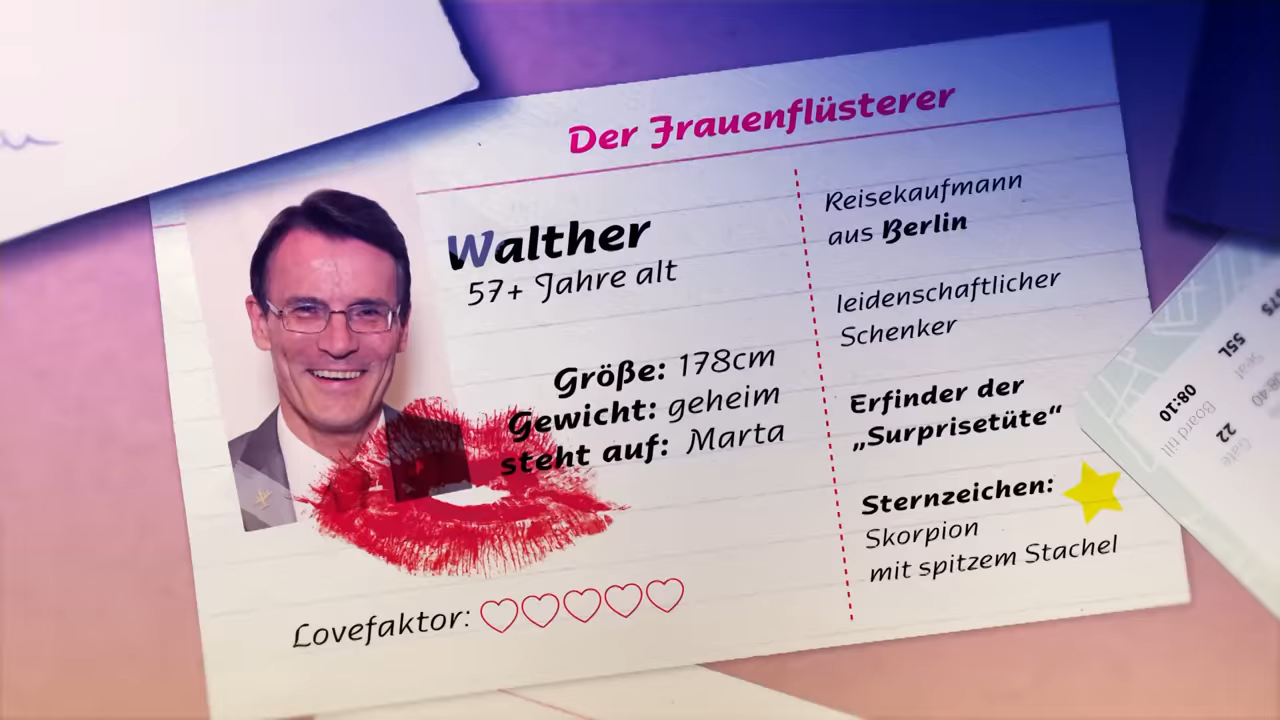 Der Frauenflüsterer
Walther
57+ Jahre alt
Größe: 178cm
Gewicht: geheim
steht auf: Marta
Lovefaktor:
Reisekaufmann
aus Berlin
leidenschaftlicher
Schenker
Erfinder der
„Surprisetüte“
Sternzeichen:
Skorpion
mit spitzem Stachel
55L
08:10
Board till
22
Gate